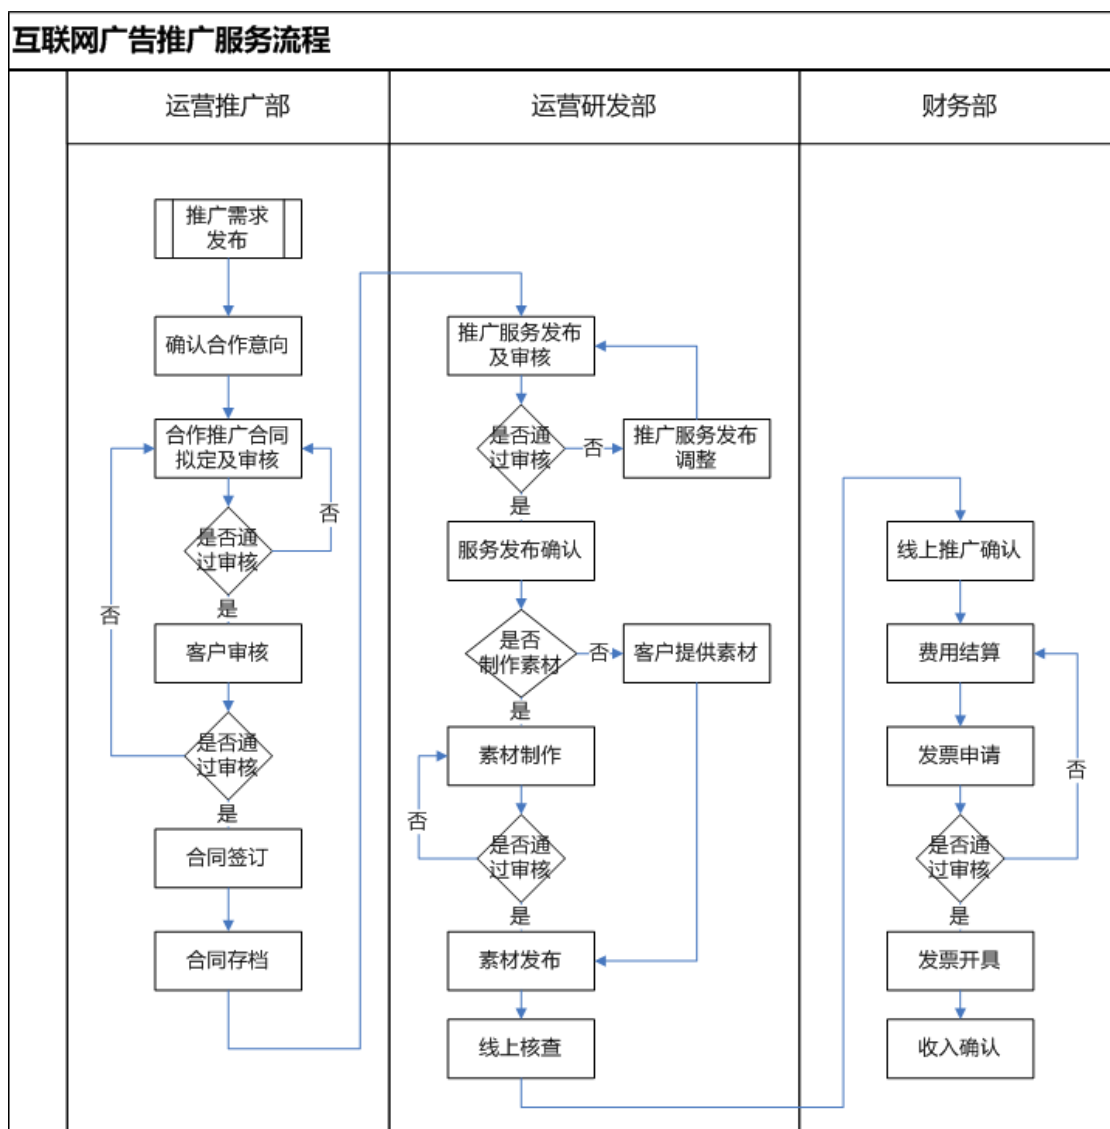 互联网广告推广服务流程
运营推广部
运营研发部
财务部
推广需求
发布
确认合作意向
合作推广合同
拟定及审核
否
是否通
过审核
是
否
客户审核
是否通
过审核
是
合同签订
合同存档
推广服务发布
及审核
是否通
过审核
否
推广服务发布
调整
是
服务发布确认
是否
制作素材
否
客户提供素材
是
素材制作
否
是否通
过审核
是
素材发布
线上核查
线上推广确认
费用结算
发票申请
否
是否通
过审核
是
发票开具
收入确认